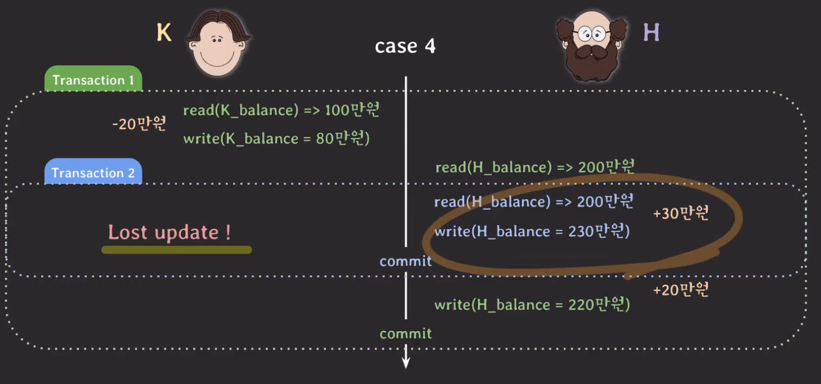 K
case 4
H
Transaction 1
-20만원
read(K_balance) => 100만원
write(K_balance = 80만원)
read(H_balance) => 200만원
Transaction 2
read(H_balance) => 200만원
+30만원
write(H_balance = 230만원)
Lost update !
commit
+20만원
write(H_balance = 220만원)
commit